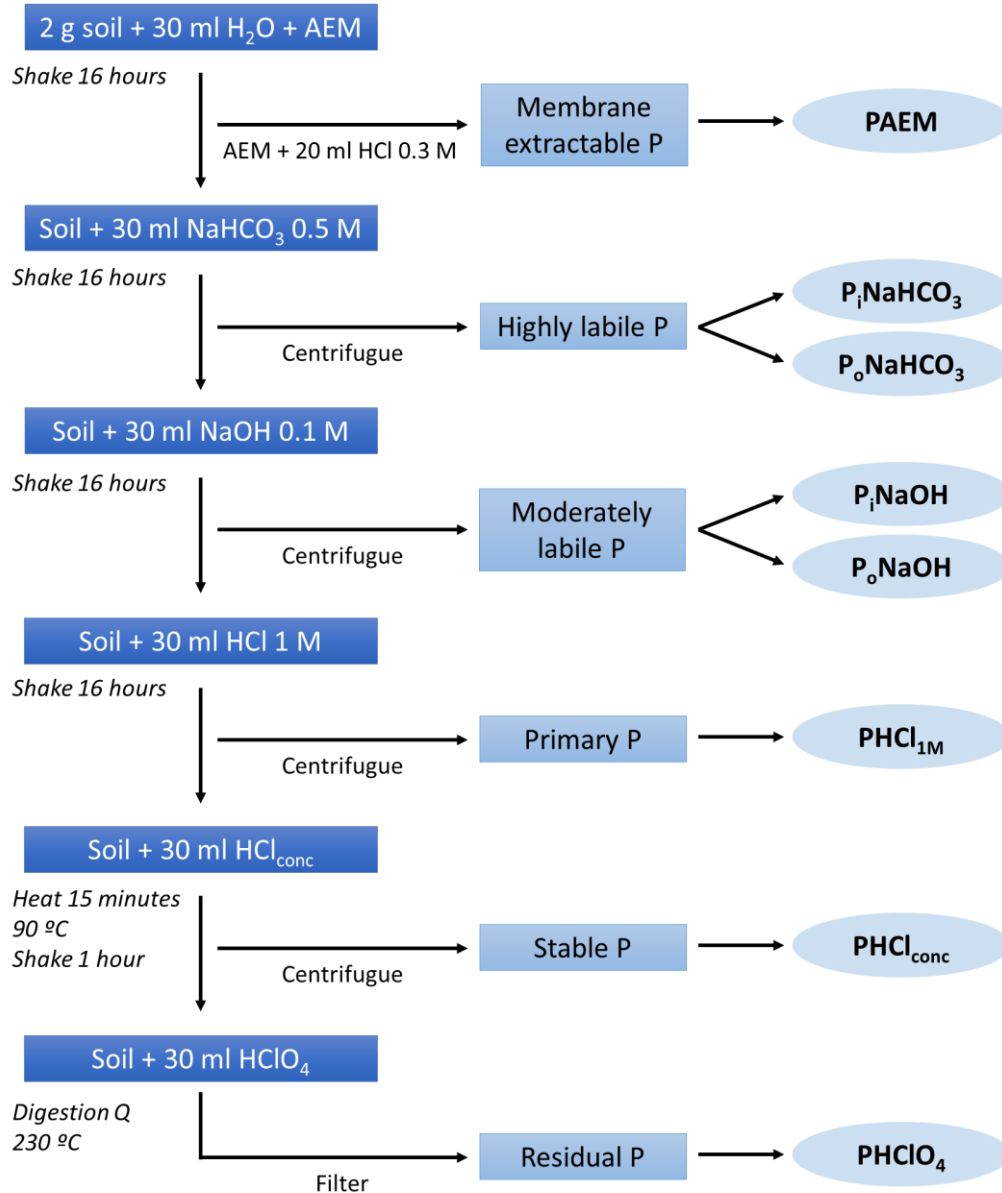 2 g soil + 30 ml H₂O + AEM
Shake 16 hours
AEM + 20 ml HCl 0.3 M
Membrane
extractable P
PAEM
Soil + 30 ml NaHCO₃ 0.5 M
Shake 16 hours
Centrifugue
Highly labile P
PᵢNaHCO₃
PₒNaHCO₃
Soil + 30 ml NaOH 0.1 M
Shake 16 hours
Centrifugue
Moderately
labile P
PᵢNaOH
PₒNaOH
Soil + 30 ml HCl 1 M
Shake 16 hours
Centrifugue
Primary P
PHCl₁M
Soil + 30 ml HCl conc
Heat 15 minutes
90 ºC
Shake 1 hour
Centrifugue
Stable P
PHCl conc
Soil + 30 ml HClO₄
Digestion Q
230 ºC
Filter
Residual P
PHClO₄